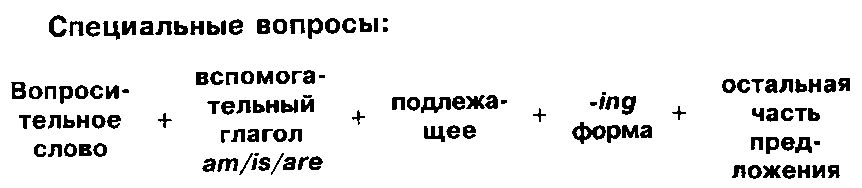 Специальные вопросы:
Вопроси-
тельное
слово
+
вспомога-
тельный
глагол
am/is/are
+
подлежа-
щее
+
-ing
форма
+
остальная
часть
пред-
ложения